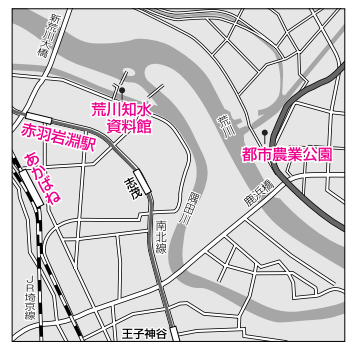 新荒川大橋
荒川知水
資料館
赤羽岩淵駅
あかばね
志茂
荒川
都市農業公園
隅田川
鹿浜橋
南北線
JR埼京線
王子神谷